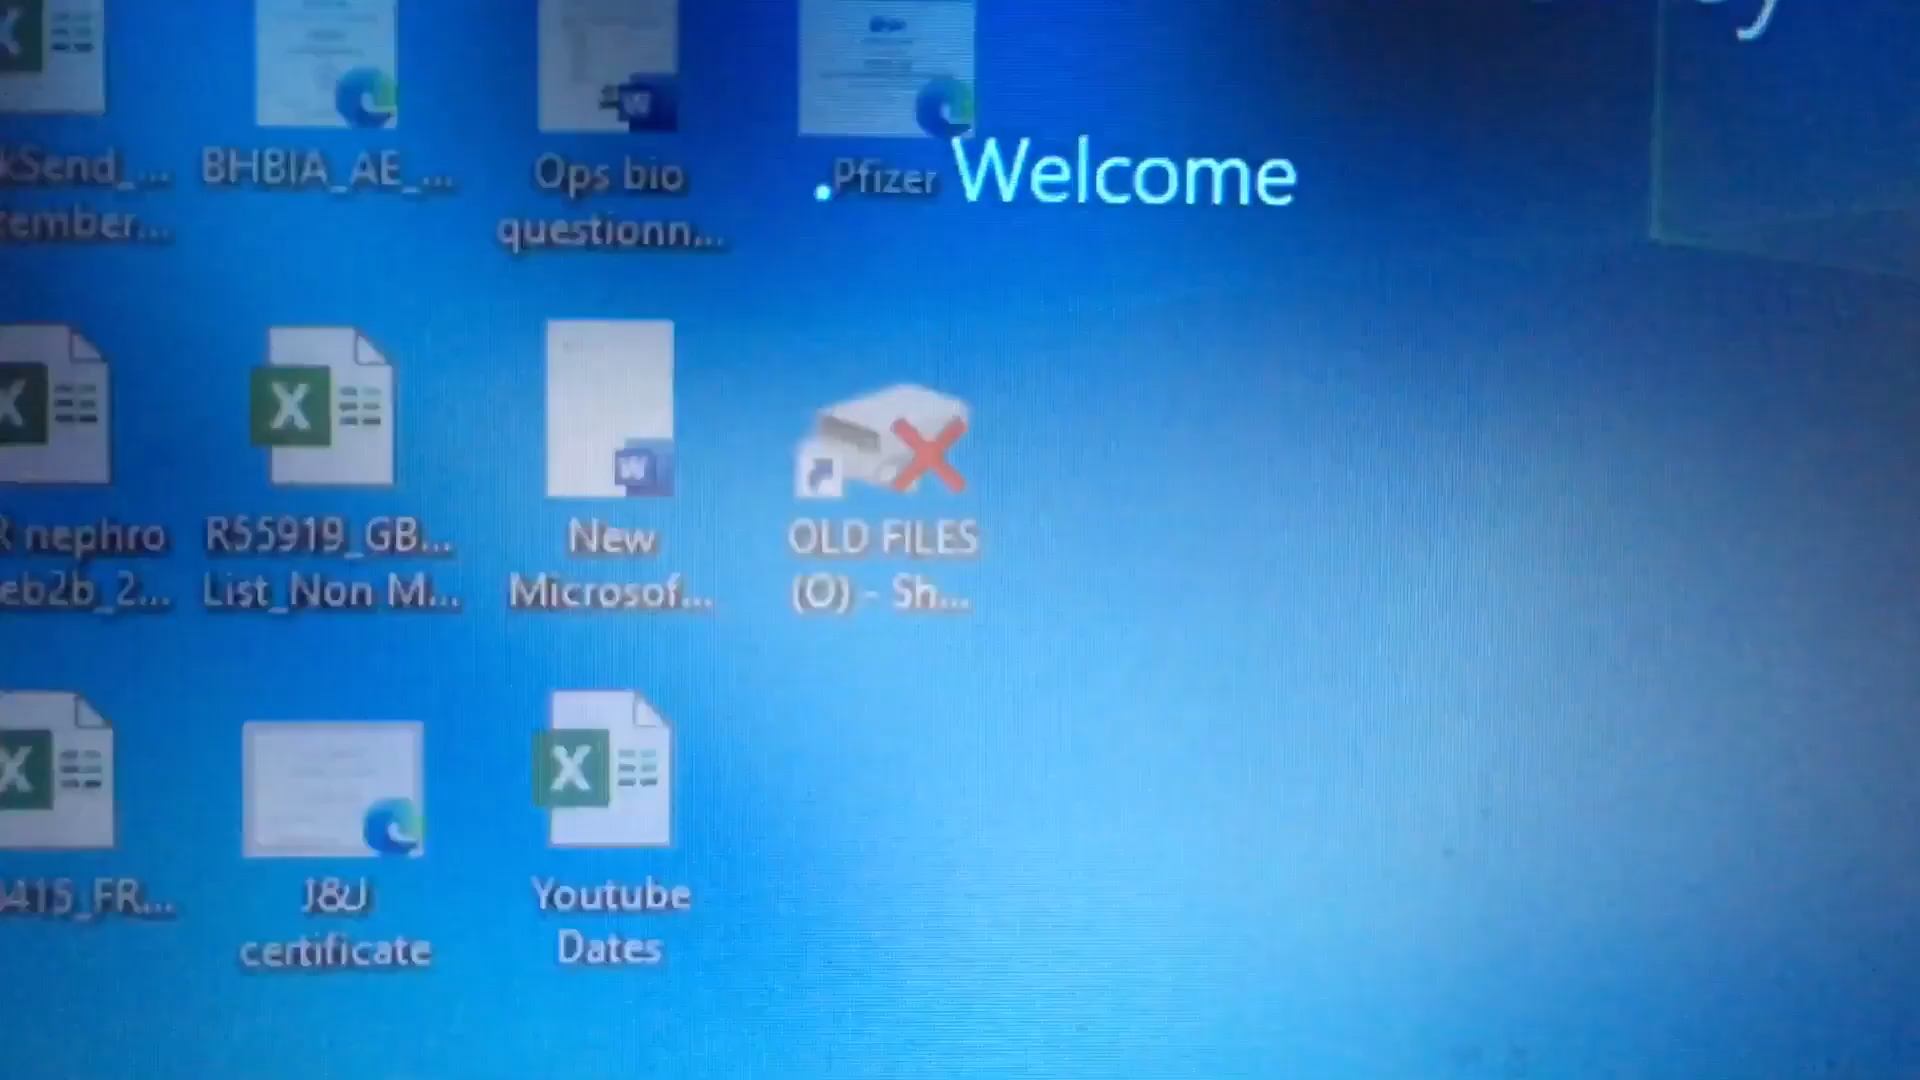 kSend_...
tember...
BHBIA_AE_...
Ops bio
questionn...
Pfizer
Welcome
R nephro
eb2b_2...
R55919_GB...
List_Non M...
New
Microsof...
OLD FILES
(O) - Sh...
415_FR...
J&J
certificate
Youtube
Dates